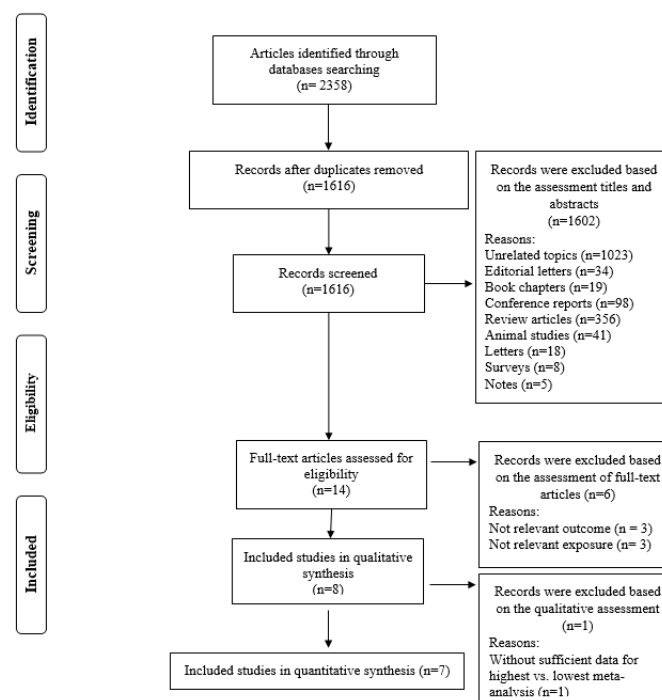 Identification
Articles identified through
databases searching
(n= 2358)
Records after duplicates removed
(n=1616)
Screening
Records screened
(n=1616)
Records were excluded based
on the assessment titles and
abstracts
(n=1602)
Reasons:
Unrelated topics (n=1023)
Editorial letters (n=34)
Book chapters (n=19)
Conference reports (n=98)
Review articles (n=356)
Animal studies (n=41)
Letters (n=18)
Surveys (n=8)
Notes (n=5)
Eligibility
Full-text articles assessed for
eligibility
(n=14)
Records were excluded based
on the assessment of full-text
articles (n=6)
Reasons:
Not relevant outcome (n = 3)
Not relevant exposure (n= 3)
Included
Included studies in qualitative
synthesis
(n=8)
Records were excluded based
on the qualitative assessment
(n=1)
Reasons:
Without sufficient data for
highest vs. lowest meta-
analysis (n=1)
Included studies in quantitative synthesis (n=7)